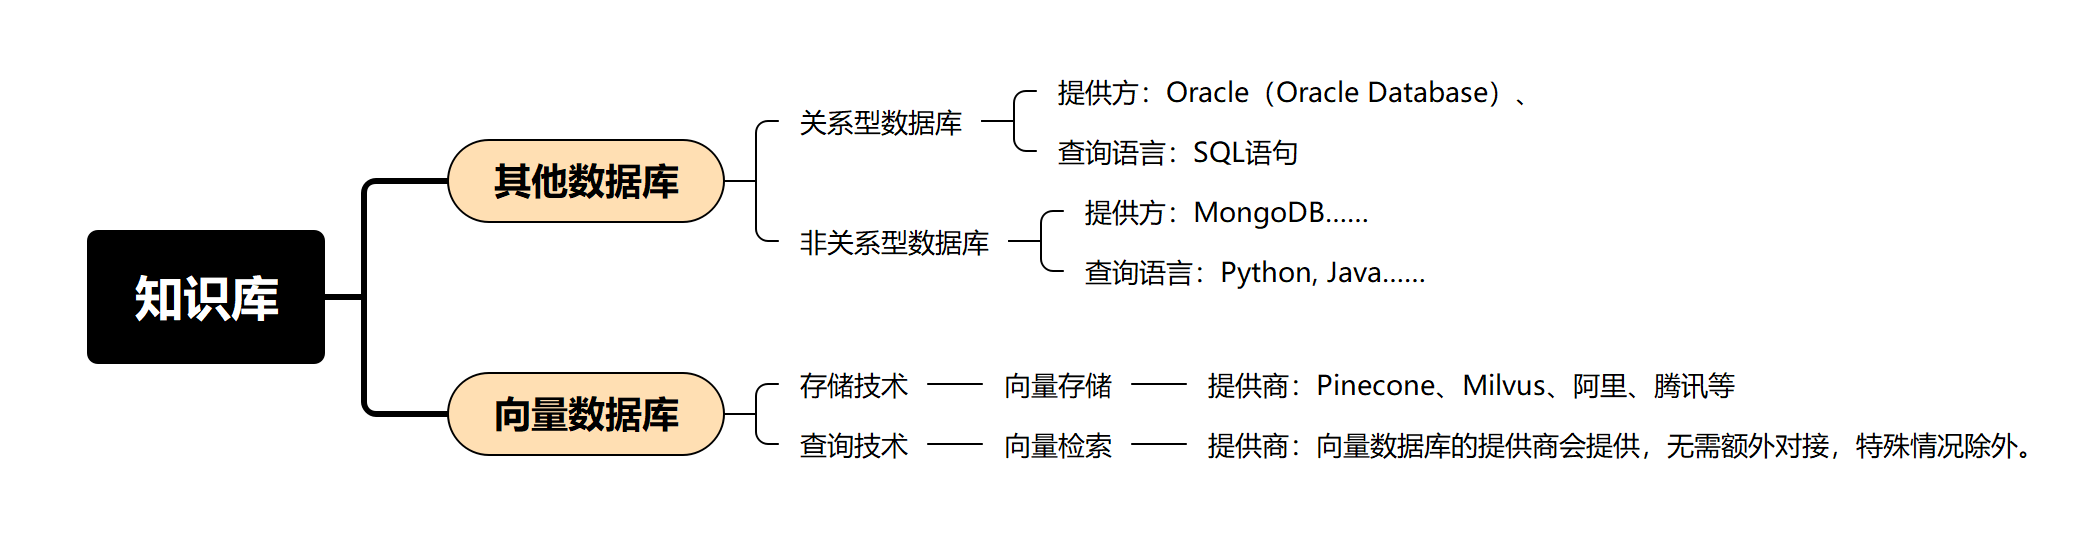 知识库
其他数据库
关系型数据库
提供方：Oracle（Oracle Database）、
查询语言：SQL语句
非关系型数据库
提供方：MongoDB……
查询语言：Python, Java……
向量数据库
存储技术
向量存储
提供商：Pinecone、Milvus、阿里、腾讯等
查询技术
向量检索
提供商：向量数据库的提供商会提供，无需额外对接，特殊情况除外。